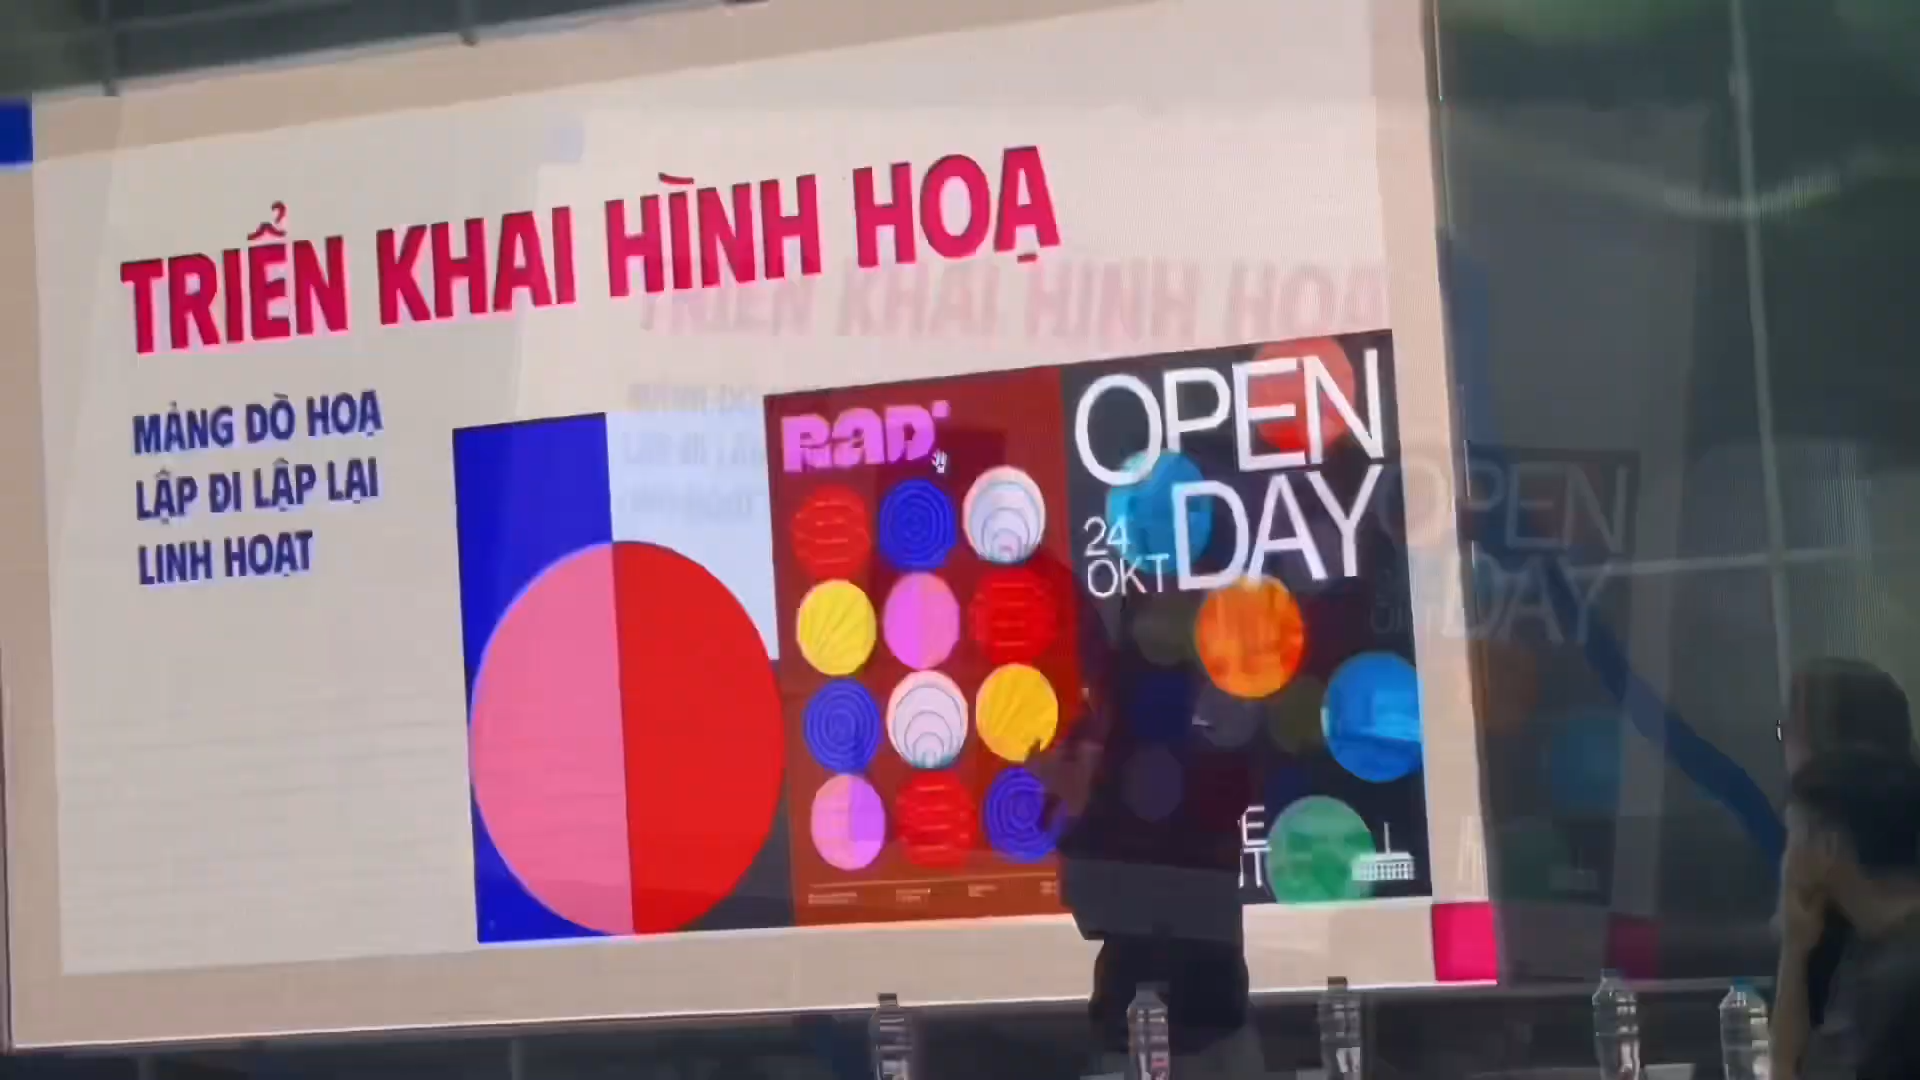 TRIỂN KHAI HÌNH HOẠ
MẢNG DỒ HOẠ
LẶP ĐI LẶP LẠI
LINH HOẠT
RAD
OPEN
DAY
24
OKT